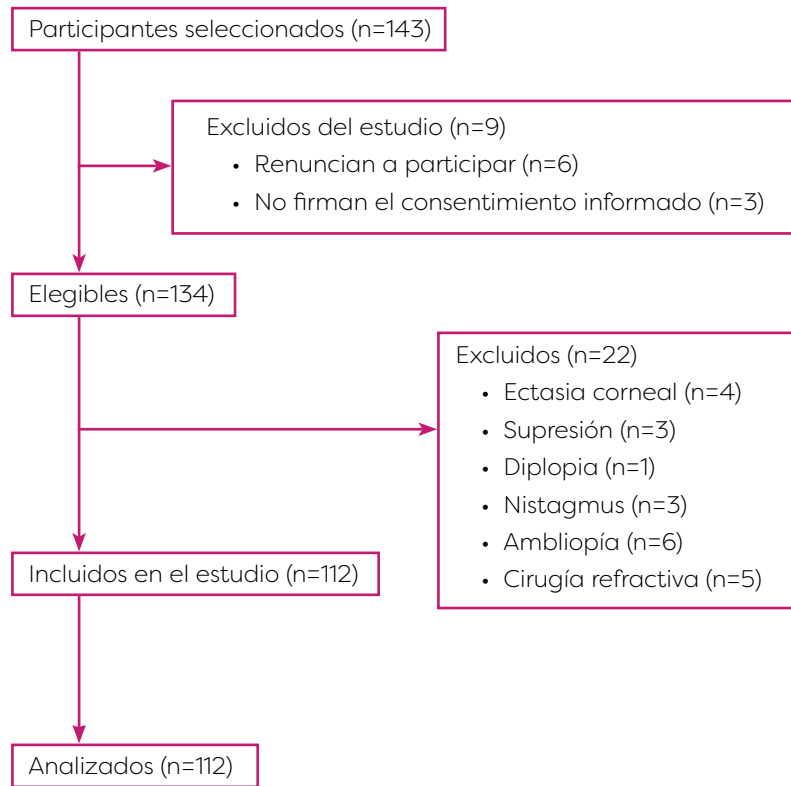 Participantes seleccionados (n=143)
Excluidos del estudio (n=9)
• Renuncian a participar (n=6)
• No firman el consentimiento informado (n=3)
Elegibles (n=134)
Excluidos (n=22)
• Ectasia corneal (n=4)
• Supresión (n=3)
• Diplopia (n=1)
• Nistagmus (n=3)
• Ambliopía (n=6)
• Cirugía refractiva (n=5)
Incluidos en el estudio (n=112)
Analizados (n=112)